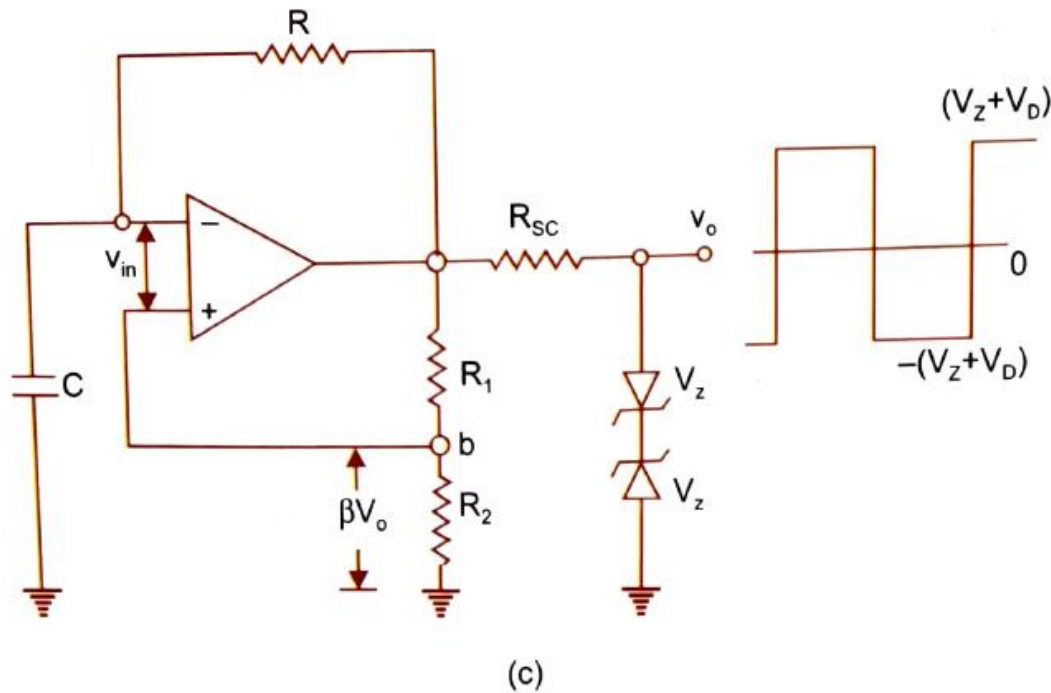 R
(V_Z+V_D)
R_SC
v_o
−
v_in
0
+
−(V_Z+V_D)
C
R_1
V_z
b
βV_o
R_2
V_z
(c)